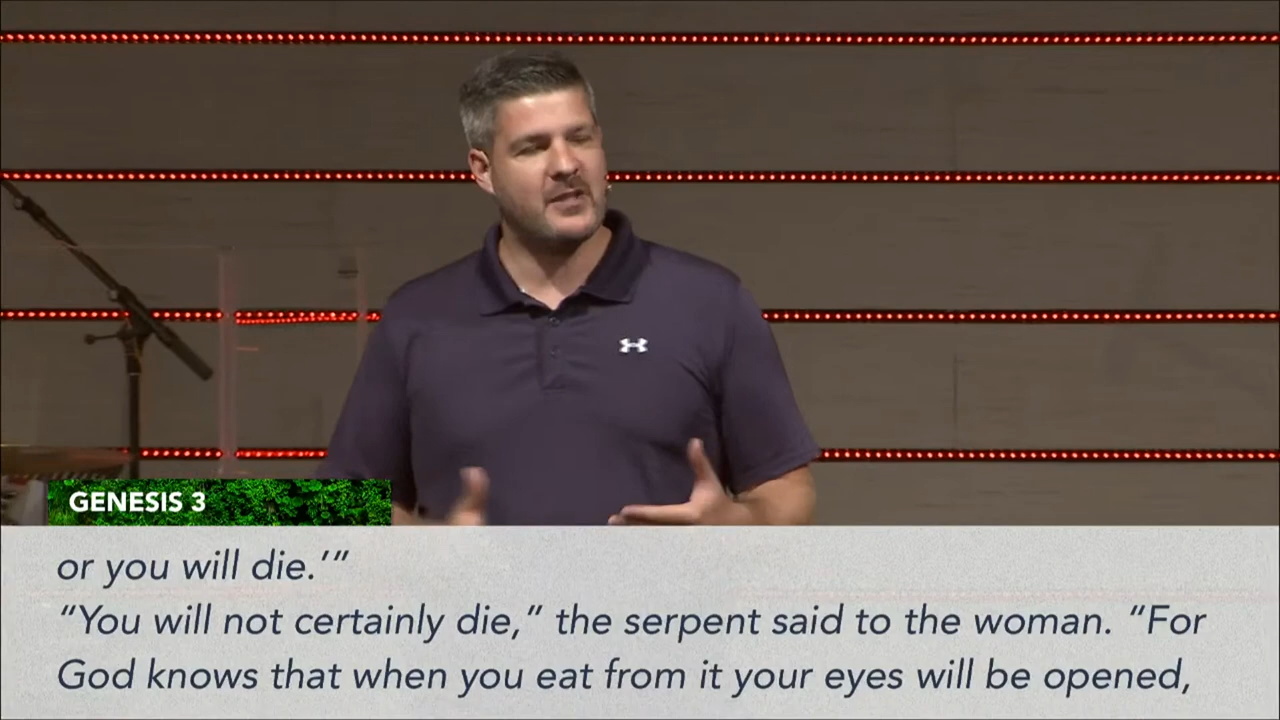 GENESIS 3
or you will die.’”
“You will not certainly die,” the serpent said to the woman. “For
God knows that when you eat from it your eyes will be opened,